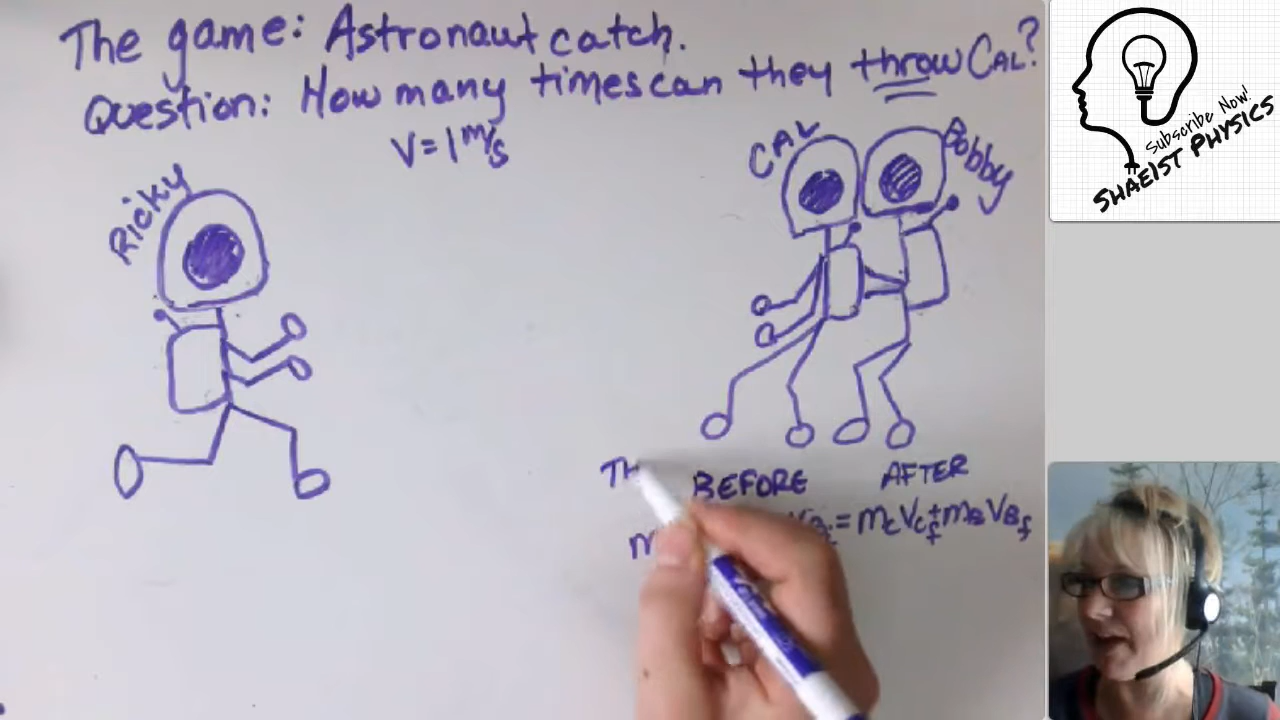 The game: Astronaut catch.
Question: How many times can they throw CAL?
V=1 m/s
Ricky
CAL
Bobby
TH
BEFORE AFTER
= mcVcf + mBVBf
Subscribe Now!
SHAEIST PHYSICS